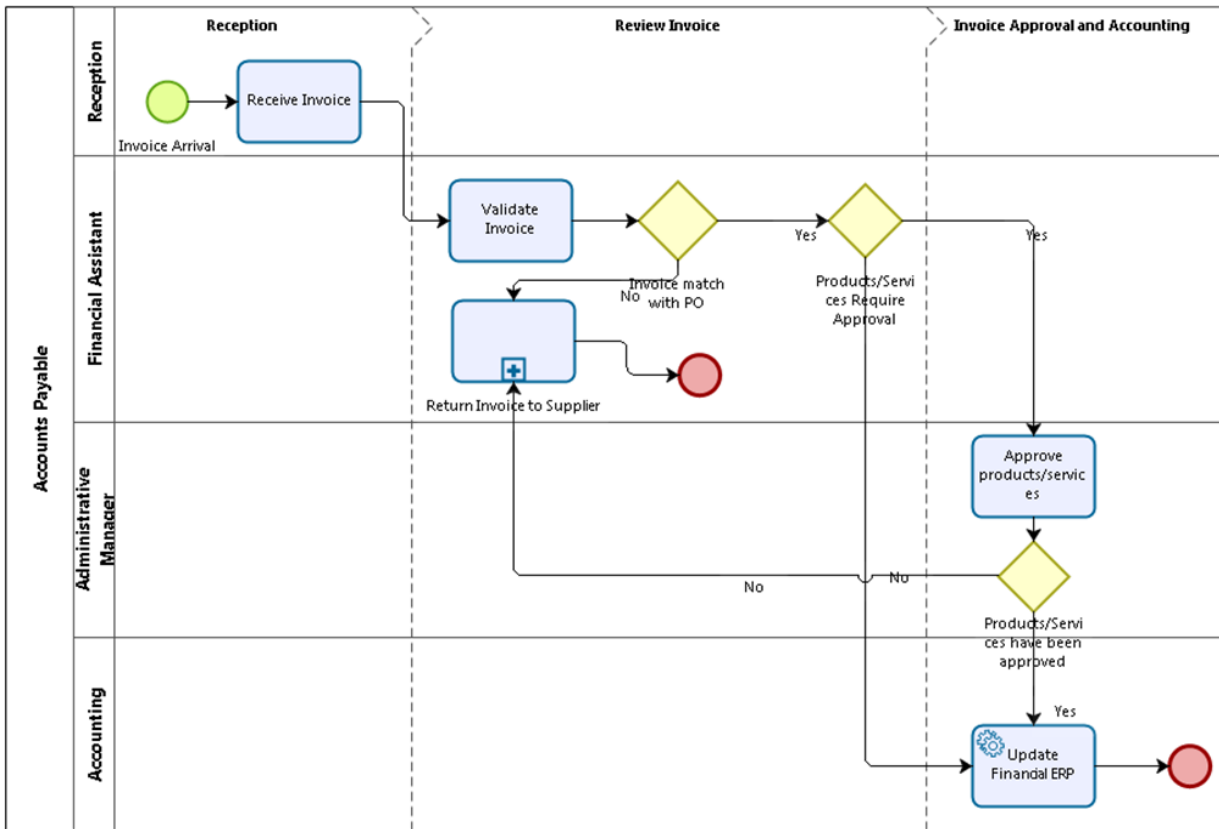 Reception
Review Invoice
Invoice Approval and Accounting
Accounts Payable
Reception
Invoice Arrival
Receive Invoice
Financial Assistant
Validate
Invoice
Invoice match
with PO
No
Yes
Products/Servi
ces Require
Approval
Yes
Return Invoice to Supplier
Administrative
Manager
Approve
products/servic
es
No
No
Products/Servi
ces have been
approved
Accounting
Yes
Update
Financial ERP